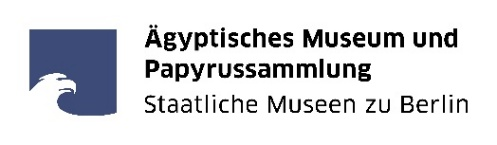 Ägyptisches Museum und
Papyrussammlung
Staatliche Museen zu Berlin